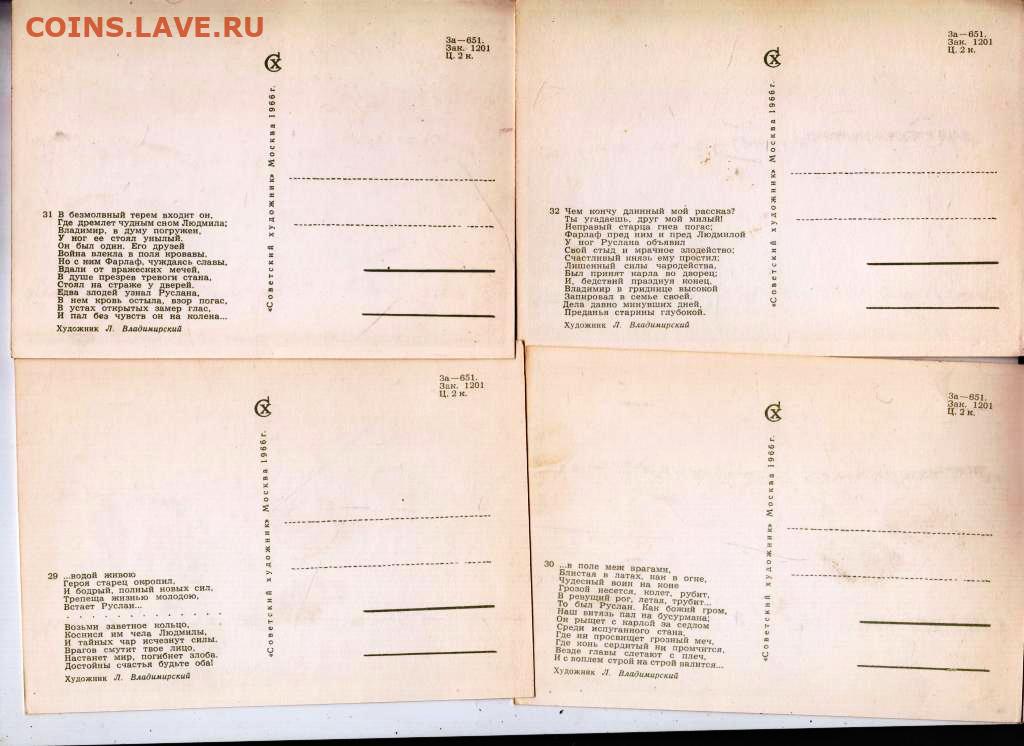 COINS.LAVE.RU
За—651.
Зак. 1201
Ц. 2 к.
СХ
«Советский художник» Москва 1966 г.
31 В безмолвный терем входит он,
Где дремлет чудным сном Людмила;
Владимир, в думу погружен,
У ног ее стоял унылый.
Он был один. Его друзей
Война влекла в поля кровавы.
Но с ним Фарлаф, чуждаясь славы,
Вдали от вражеских мечей,
В душе презрев тревоги стана,
Стоял на страже у дверей.
Едва злодей узнал Руслана,
В нем кровь остыла, взор погас,
В устах открытых замер глас,
И пал без чувств он на колена...
Художник Л. Владимирский
За—651.
Зак. 1201
Ц. 2 к.
СХ
«Советский художник» Москва 1966 г.
32 Чем кончу длинный мой рассказ?
Ты угадаешь, друг мой милый!
Неправый старца гнев погас;
Фарлаф пред ним и пред Людмилой
У ног Руслана объявил
Свой стыд и мрачное злодейство;
Счастливый князь ему простил;
Лишенный силы чародейства,
Был принят карла во дворец;
И, бедствий празднуя конец,
Владимир в гриднице высокой
Запировал в семье своей.
Дела давно минувших дней,
Преданья старины глубокой.
Художник Л. Владимирский
За—651.
Зак. 1201
Ц. 2 к.
СХ
«Советский художник» Москва 1966 г.
29 ...водой живою
Героя старец окропил,
И бодрый, полный новых сил,
Трепеща жизнью молодою,
Встает Руслан...
. . . . . . . . . . . . .
Возьми заветное кольцо,
Коснися им чела Людмилы,
И тайных чар исчезнут силы.
Врагов смутит твое лицо,
Настанет мир, погибнет злоба.
Достойны счастья будьте оба!
Художник Л. Владимирский
За—651.
Зак. 1201
Ц. 2 к.
СХ
«Советский художник» Москва 1966 г.
30 ...в поле меж врагами,
Блистая в латах, как в огне,
Чудесный воин на коне
Грозой несется, колет, рубит,
В ревущий рог, летая, трубит...
То был Руслан. Как божий гром,
Наш витязь пал на бусурмана;
Он рыщет с карлой за седлом
Среди испуганного стана.
Где ни просвищет грозный меч,
Где конь сердитый ни промчится,
Везде главы слетают с плеч,
И с воплем строй на строй валится...
Художник Л. Владимирский